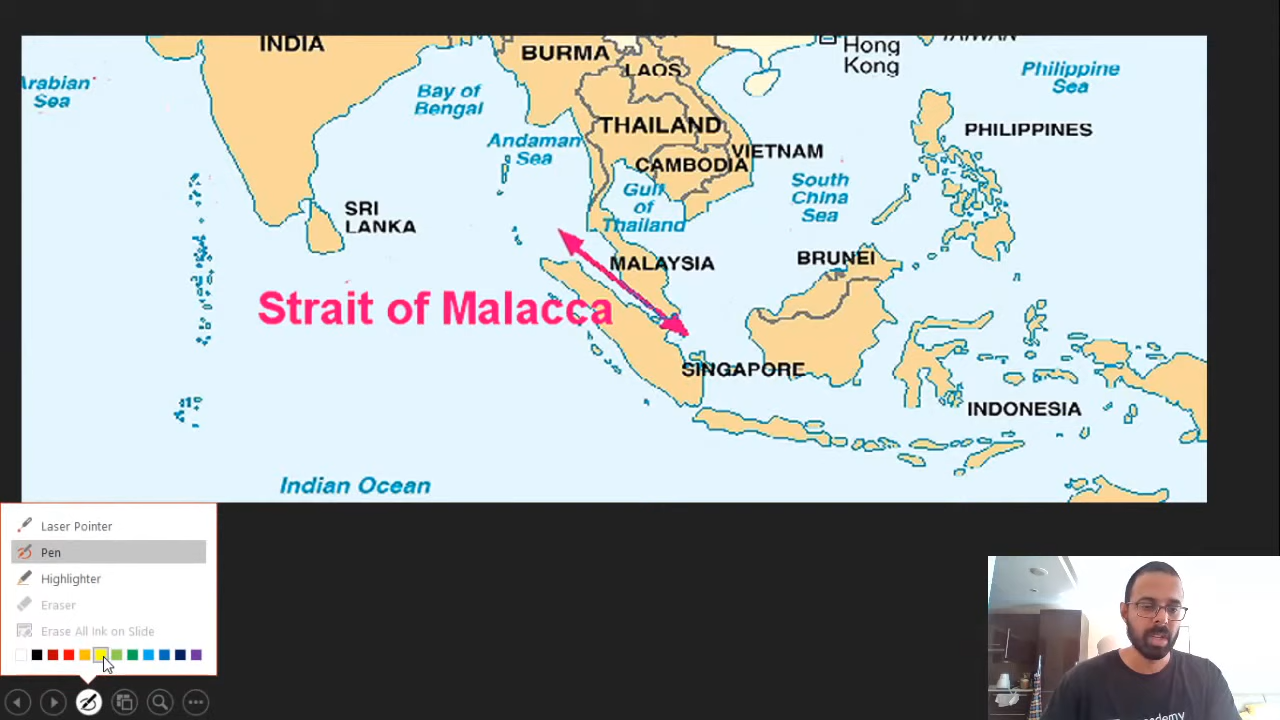 INDIA
BURMA
LAOS
Hong
Kong
Arabian
Sea
Bay of
Bengal
Philippine
Sea
THAILAND
PHILIPPINES
Andaman
Sea
VIETNAM
CAMBODIA
SRI
LANKA
Gulf
of
Thailand
South
China
Sea
MALAYSIA
BRUNEI
Strait of Malacca
SINGAPORE
INDONESIA
Indian Ocean
Laser Pointer
Pen
Highlighter
Eraser
Erase All Ink on Slide